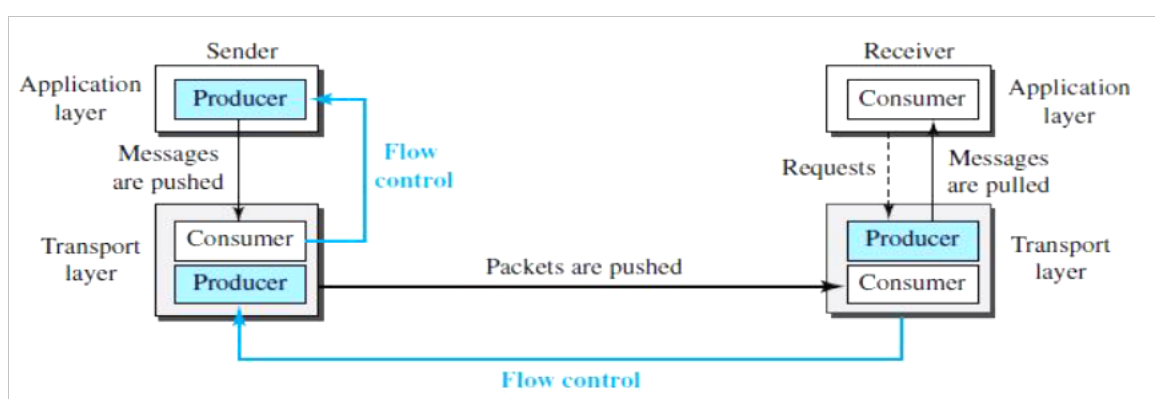 Sender
Receiver
Application
layer
Producer
Consumer
Application
layer
Messages
are pushed
Flow
control
Requests
Messages
are pulled
Transport
layer
Consumer
Producer
Packets are pushed
Producer
Consumer
Transport
layer
Flow control